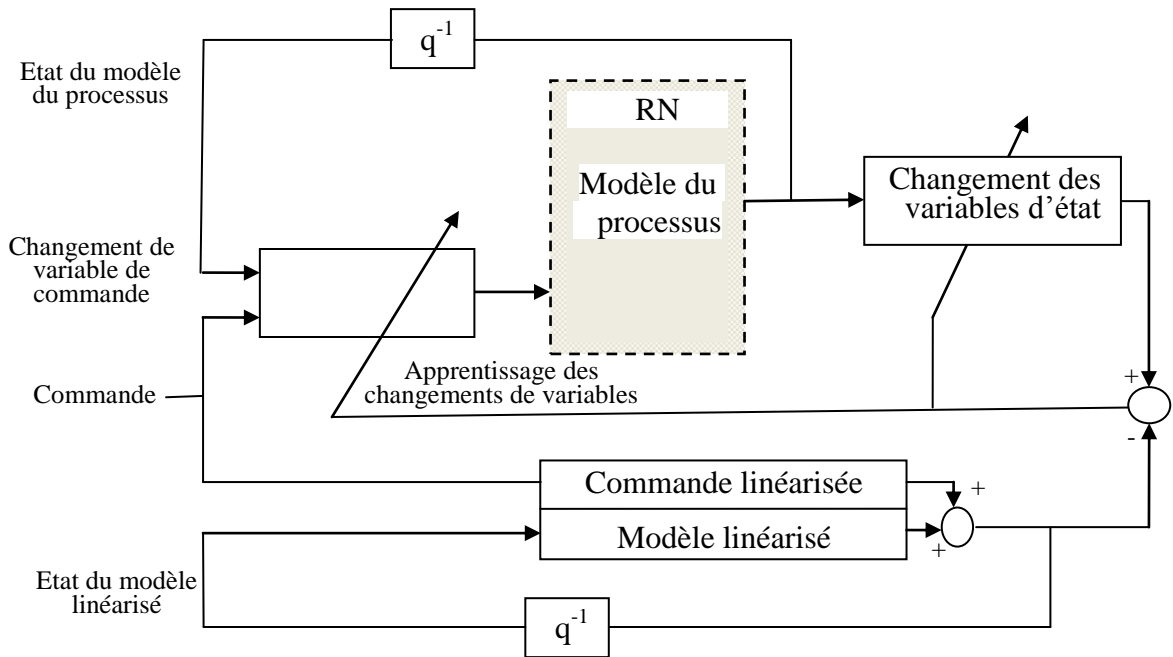 q⁻¹
Etat du modèle
du processus
RN
Modèle du
processus
Changement des
variables d'état
Changement de
variable de
commande
Apprentissage des
changements de variables
Commande
+
-
Commande linéarisée
+
Modèle linéarisé
+
Etat du modèle
linéarisé
q⁻¹